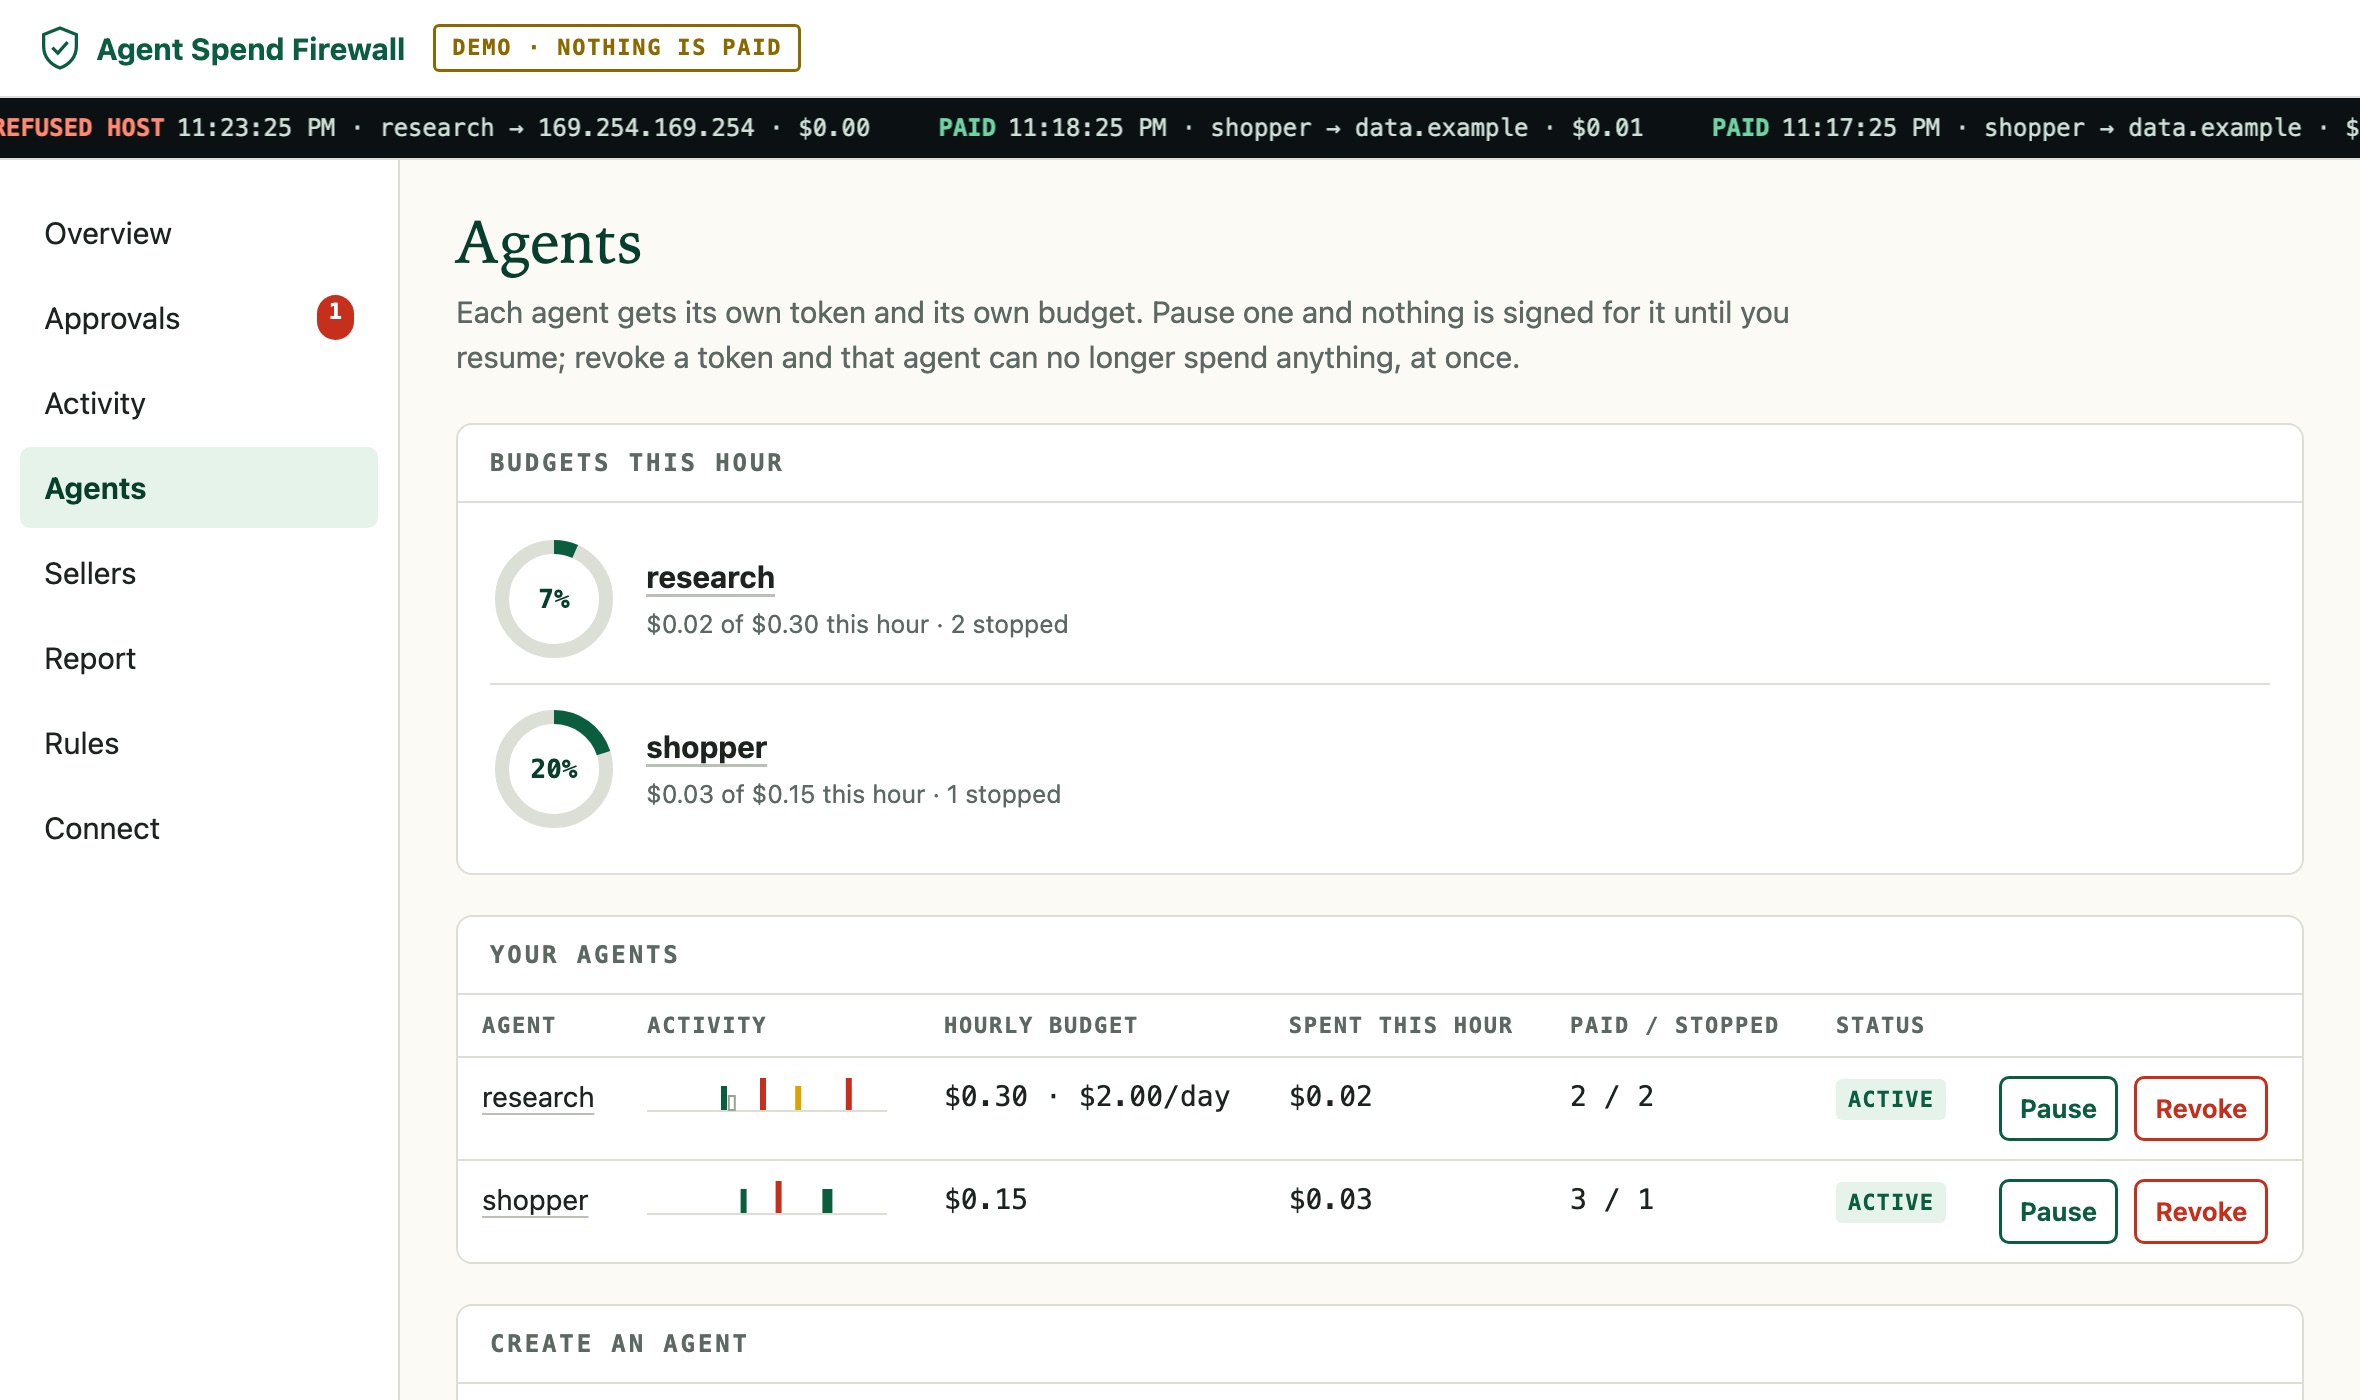 Agent Spend Firewall
DEMO · NOTHING IS PAID
REFUSED HOST 11:23:25 PM · research → 169.254.169.254 · $0.00 PAID 11:18:25 PM · shopper → data.example · $0.01 PAID 11:17:25 PM · shopper → data.example · $
Overview
Approvals 1
Activity
Agents
Sellers
Report
Rules
Connect
Agents
Each agent gets its own token and its own budget. Pause one and nothing is signed for it until you
resume; revoke a token and that agent can no longer spend anything, at once.
BUDGETS THIS HOUR
7%
research
$0.02 of $0.30 this hour · 2 stopped
20%
shopper
$0.03 of $0.15 this hour · 1 stopped
YOUR AGENTS
AGENT ACTIVITY HOURLY BUDGET SPENT THIS HOUR PAID / STOPPED STATUS
research $0.30 · $2.00/day $0.02 2 / 2 ACTIVE Pause Revoke
shopper $0.15 $0.03 3 / 1 ACTIVE Pause Revoke
CREATE AN AGENT